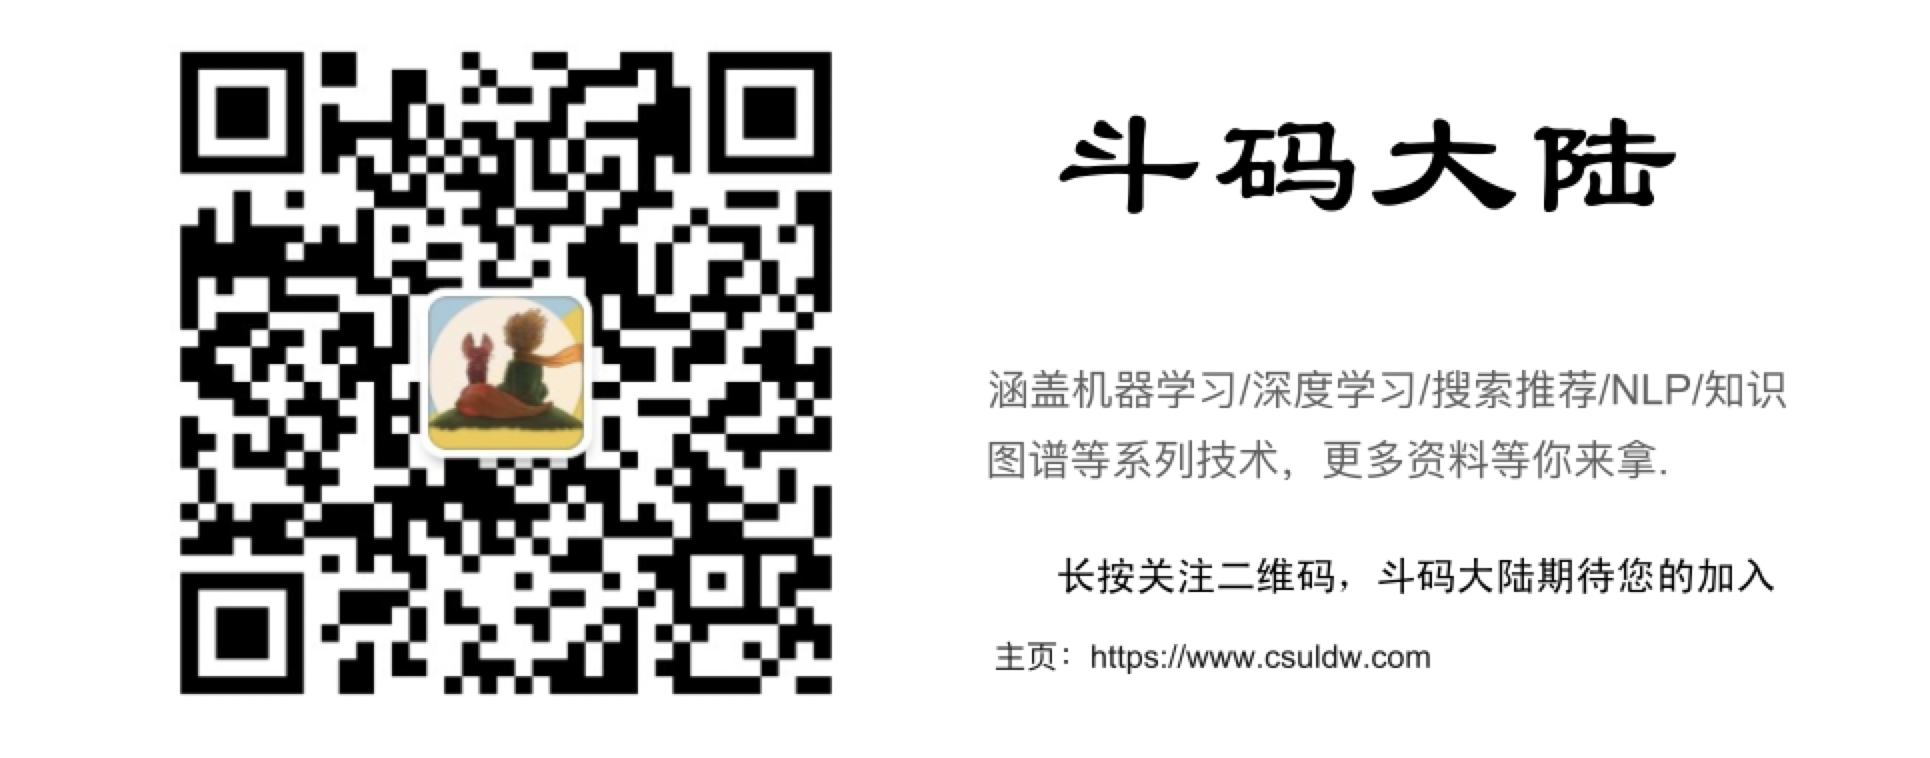 斗码大陆
涵盖机器学习/深度学习/搜索推荐/NLP/知识
图谱等系列技术，更多资料等你来拿.
长按关注二维码，斗码大陆期待您的加入
主页：https://www.csuldw.com